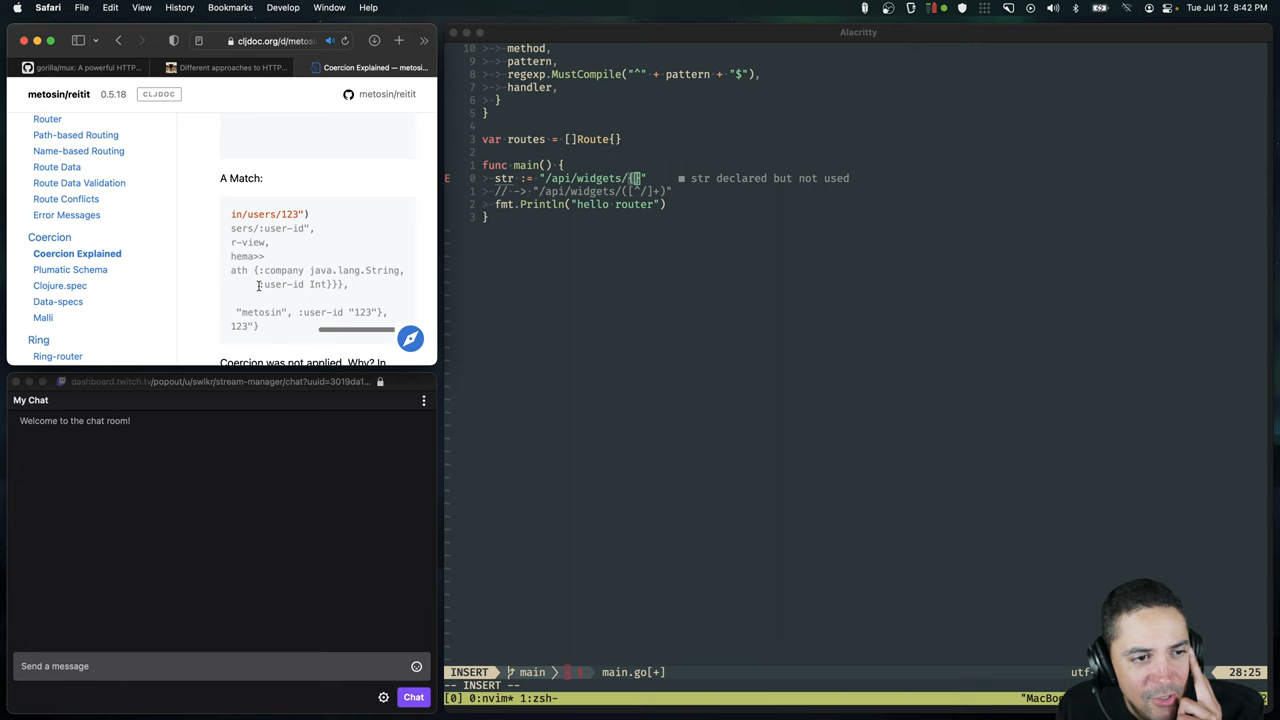 Safari File Edit View History Bookmarks Develop Window Help
Tue Jul 12 8:42 PM
cljdoc.org/d/metosi
gorilla/mux: A powerful HTTP...
Different approaches to HTTP...
Coercion Explained — metosi...
metosin/reitit 0.5.18 CLJDOC metosin/reitit
Router
Path-based Routing
Name-based Routing
Route Data
Route Data Validation
Route Conflicts
Error Messages
Coercion
Coercion Explained
Plumatic Schema
Clojure.spec
Data-specs
Malli
Ring
Ring-router
A Match:
in/users/123")
sers/:user-id",
r-view,
hema>>
ath {:company java.lang.String,
:user-id Int}}},
"metosin", :user-id "123"},
123"}
Coercion was not applied. Why? In
dashboard.twitch.tv/popout/u/swlkr/stream-manager/chat?uuid=3019da1...
My Chat
Welcome to the chat room!
Send a message
Chat
Alacritty
10 >-> method,
9 >-> pattern,
8 >-> regexp.MustCompile("^" + pattern + "$"),
7 >-> handler,
6 >-}
5 }
4
3 var routes = []Route{}
2
1 func main() {
E 0 >- str := "/api/widgets/{}" ■ str declared but not used
1 >- // -> "/api/widgets/([^/]+)"
2 >- fmt.Println("hello router")
3 }
INSERT main main.go[+] utf- 28:25
-- INSERT --
[0] 0:nvim* 1:zsh- "MacBo